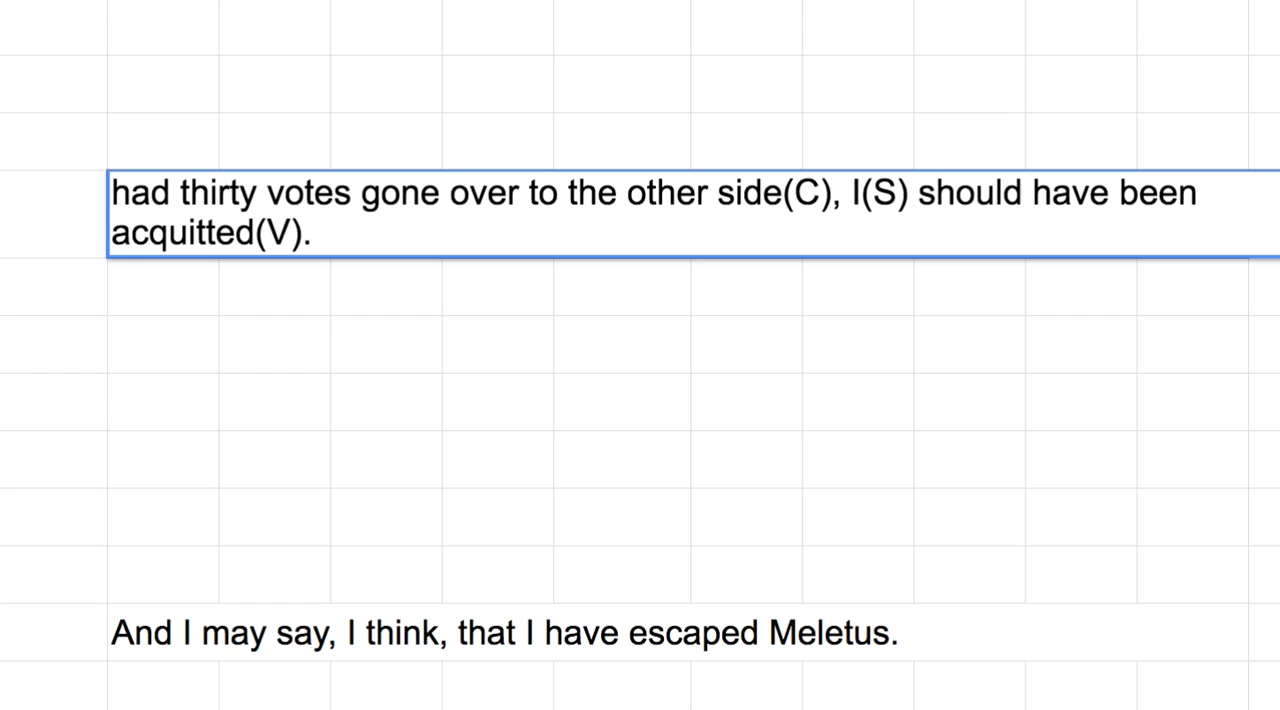 had thirty votes gone over to the other side(C), I(S) should have been
acquitted(V).
And I may say, I think, that I have escaped Meletus.